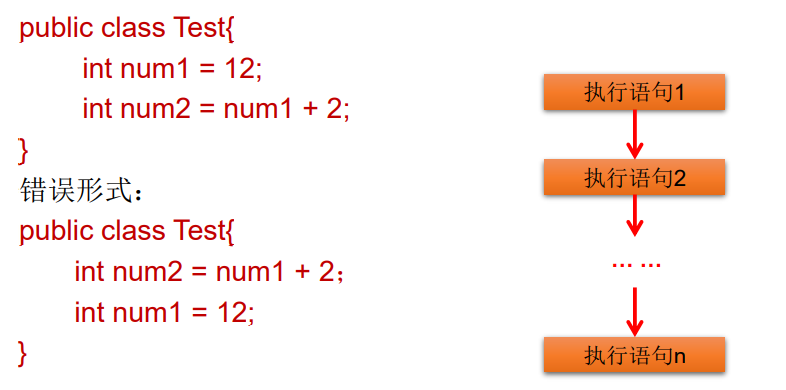 public class Test{
int num1 = 12;
int num2 = num1 + 2;
}
错误形式：
public class Test{
int num2 = num1 + 2；
int num1 = 12;
}
执行语句1
执行语句2
... ...
执行语句n